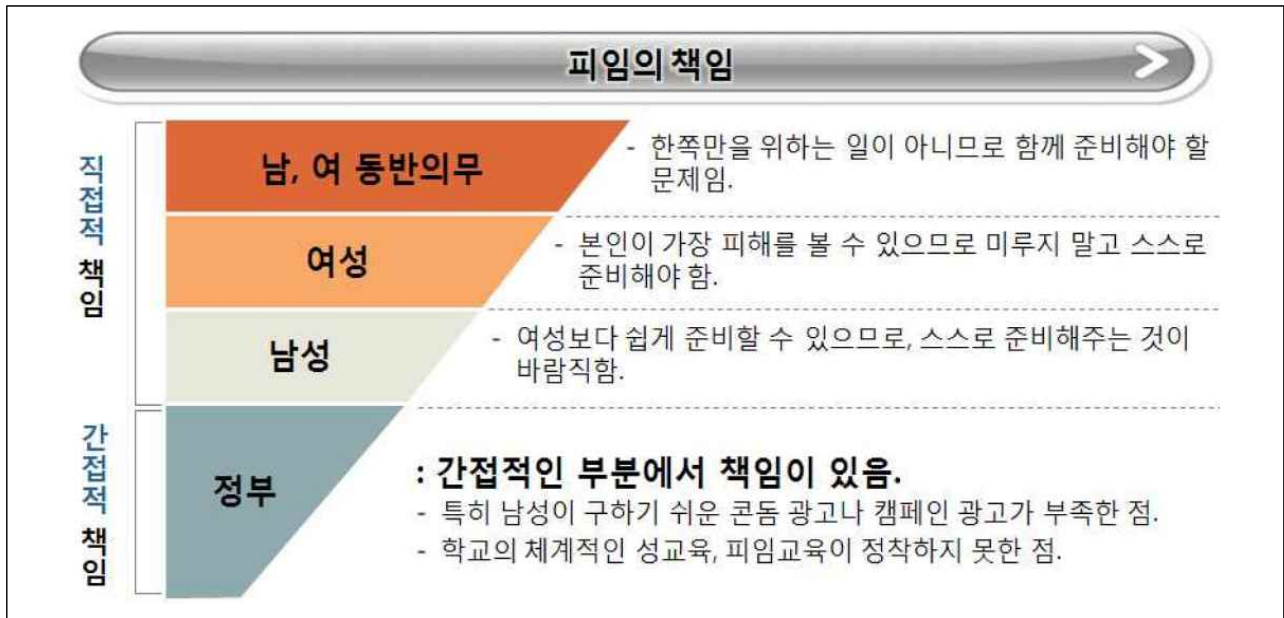 피임의 책임
직접적 책임
남, 여 동반의무
- 한쪽만을 위하는 일이 아니므로 함께 준비해야 할
문제임.
여성
- 본인이 가장 피해를 볼 수 있으므로 미루지 말고 스스로
준비해야 함.
남성
- 여성보다 쉽게 준비할 수 있으므로, 스스로 준비해주는 것이
바람직함.
간접적 책임
정부
: 간접적인 부분에서 책임이 있음.
- 특히 남성이 구하기 쉬운 콘돔 광고나 캠페인 광고가 부족한 점.
- 학교의 체계적인 성교육, 피임교육이 정착하지 못한 점.